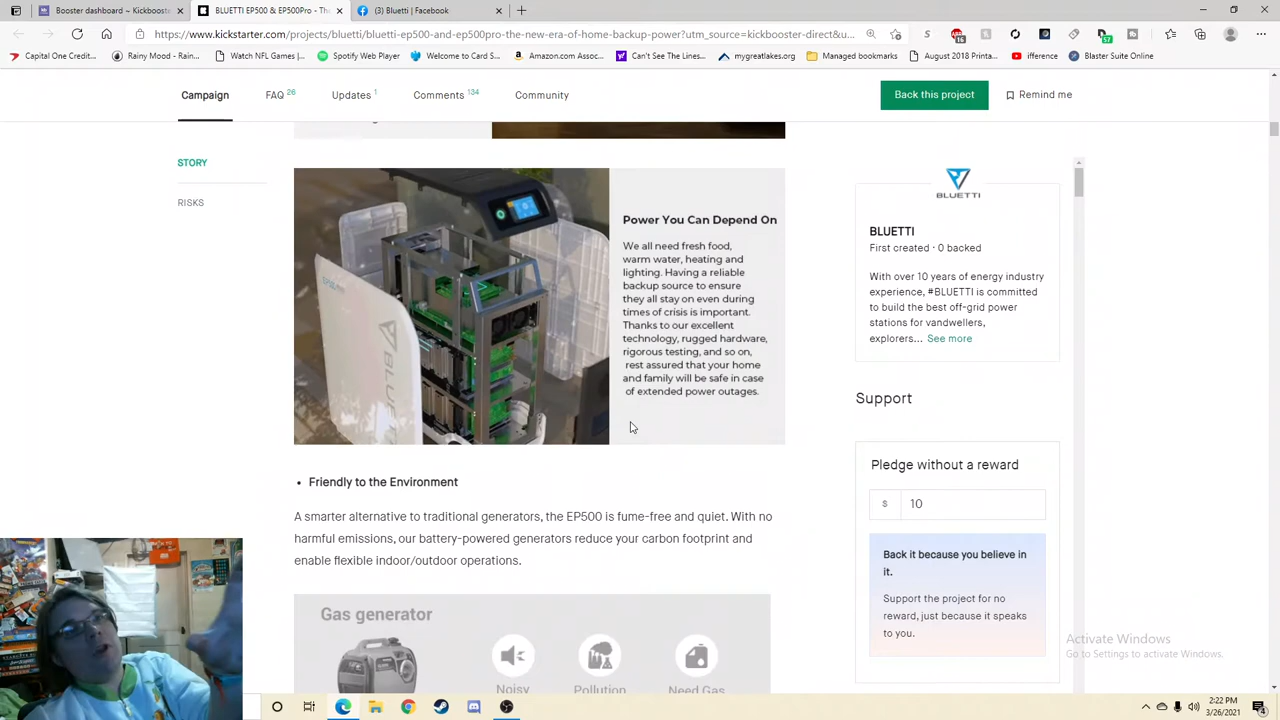 Booster dashboard ~ Kickbooste
BLUETTI EP500 & EP500Pro - The
(3) Bluetti | Facebook
https://www.kickstarter.com/projects/bluetti/bluetti-ep500-and-ep500pro-the-new-era-of-home-backup-power?utm_source=kickbooster-direct&u...
Capital One Credit...
Rainy Mood - Rainy...
Watch WJL Games |...
Spotify Web Player
Welcome to Card S...
Amazon.com Assoc...
Can't See The Lines...
mygreatlakes.org
Managed bookmarks
August 2018 Printa...
ifference
Blaster Suite Online
Campaign
FAQ 26
Updates 1
Comments 134
Community
Back this project
Remind me
STORY
RISKS
Power You Can Depend On
We all need fresh food,
warm water, heating and
lighting. Having a reliable
backup source to ensure
they all stay on even during
times of crisis is important.
Thanks to our excellent
technology, rugged hardware,
rigorous testing, and so on,
rest assured that your home
and family will be safe in case
of extended power outages.
• Friendly to the Environment
A smarter alternative to traditional generators, the EP500 is fume-free and quiet. With no
harmful emissions, our battery-powered generators reduce your carbon footprint and
enable flexible indoor/outdoor operations.
Gas generator
Noisy
Pollution
Need Gas
BLUETTI
BLUETTI
First created · 0 backed
With over 10 years of energy industry
experience, #BLUETTI is committed
to build the best off-grid power
stations for vandwellers,
explorers... See more
Support
Pledge without a reward
$ 10
Back it because you believe in
it.
Support the project for no
reward, just because it speaks
to you.
Activate Windows
Go to Settings to activate Windows.
2:22 PM
3/26/2021